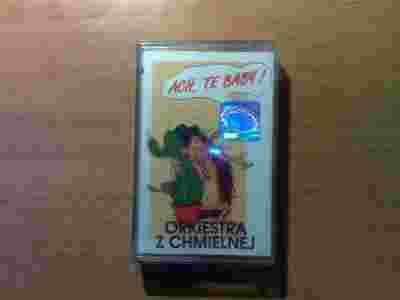 ACH, TE BABY!
ORKIESTRA
Z CHMIELNEJ